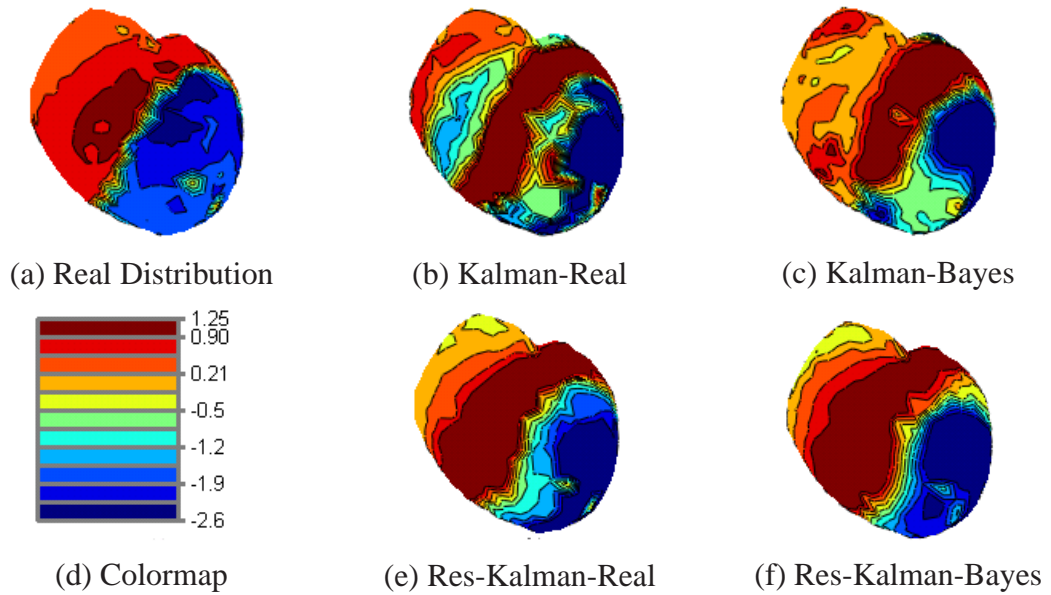 (a) Real Distribution
(b) Kalman-Real
(c) Kalman-Bayes
1.25
0.90
0.21
-0.5
-1.2
-1.9
-2.6
(d) Colormap
(e) Res-Kalman-Real
(f) Res-Kalman-Bayes